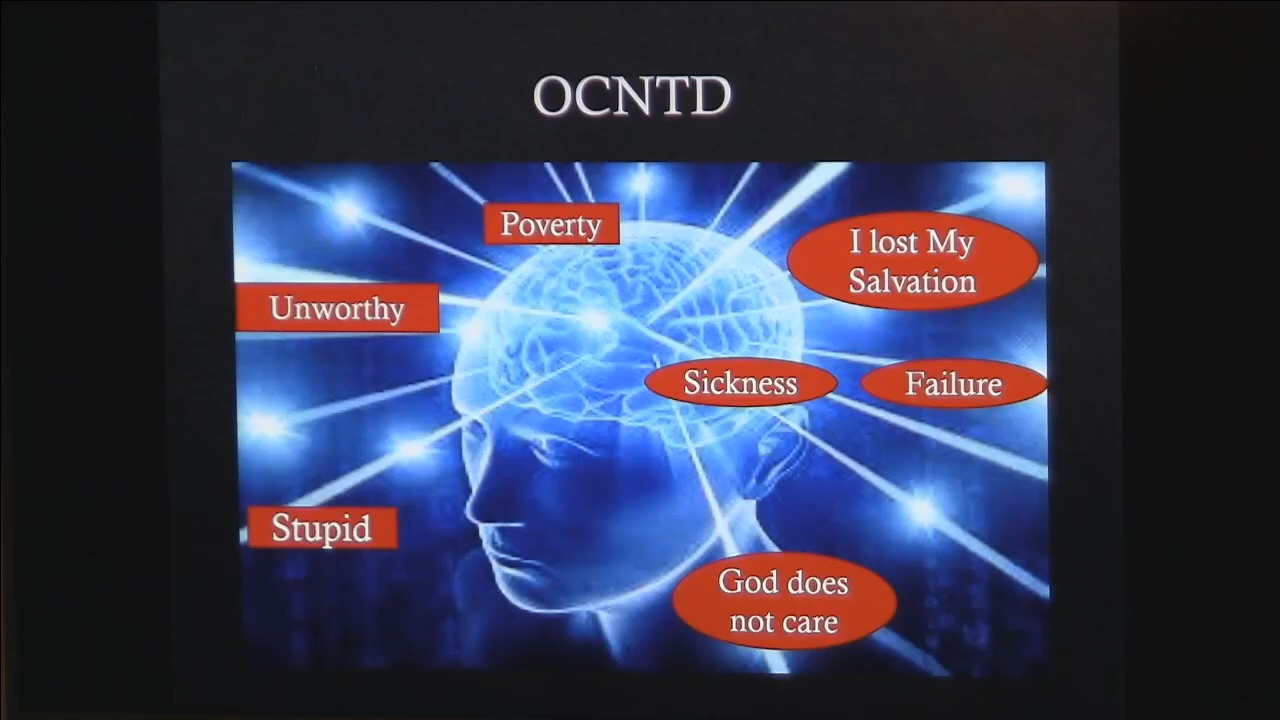 OCNTD
Poverty
I lost My
Salvation
Unworthy
Sickness
Failure
Stupid
God does
not care